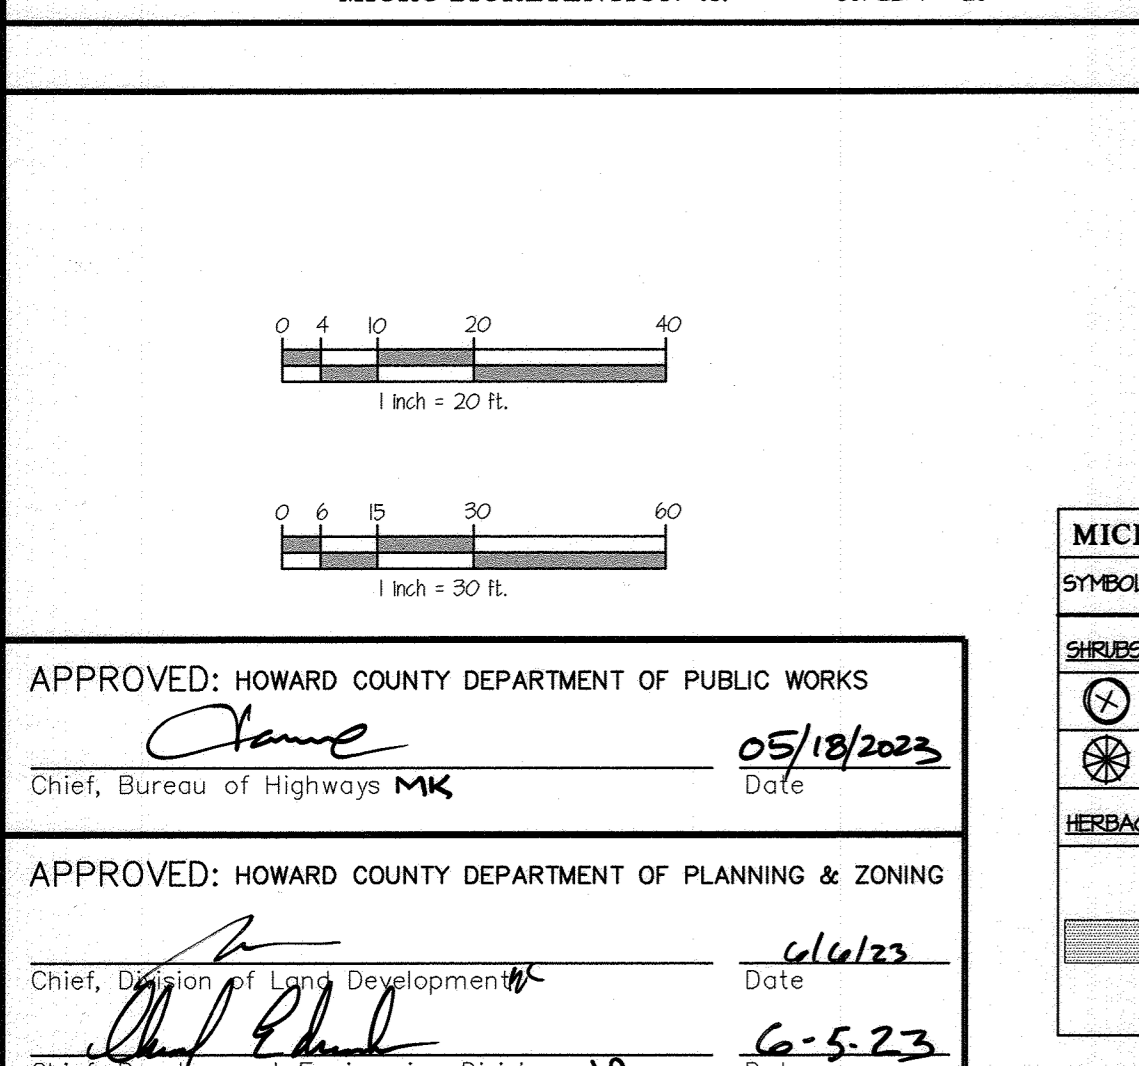 0 4 10 20 40
1 inch = 20 ft.
0 6 15 30 60
1 inch = 30 ft.
SYMBOL
SHRUBS
APPROVED: HOWARD COUNTY DEPARTMENT OF PUBLIC WORKS
05/18/2023
Chief, Bureau of Highways MK
Date
APPROVED: HOWARD COUNTY DEPARTMENT OF PLANNING & ZONING
6/6/23
Chief, Division of Land Development
Date
6-5-23